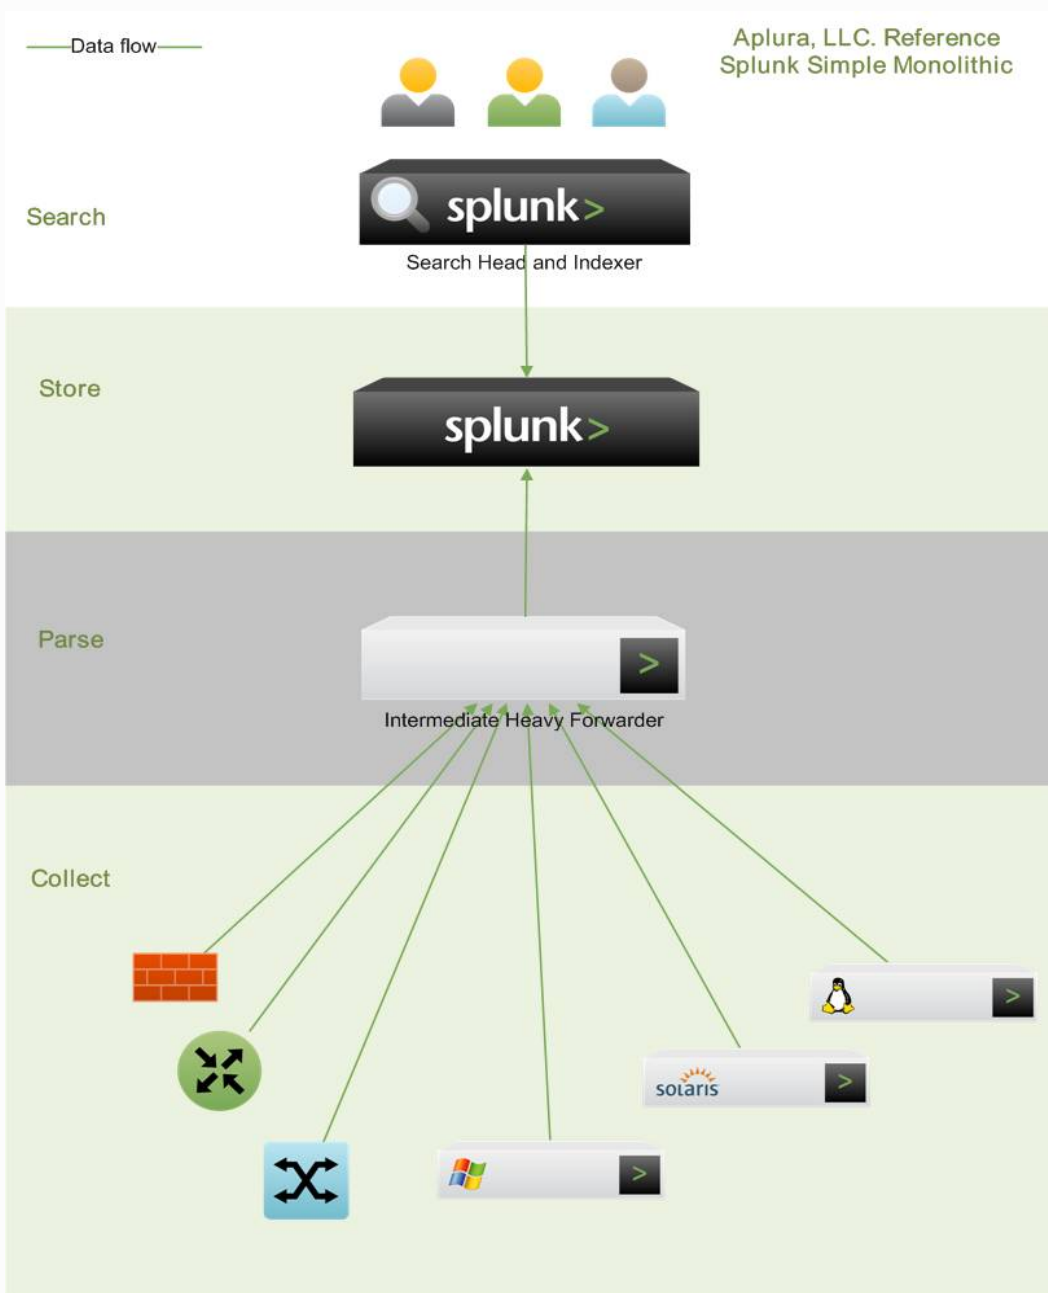 Data flow
Aplura, LLC. Reference
Splunk Simple Monolithic
Search
splunk>
Search Head and Indexer
Store
splunk>
Parse
>
Intermediate Heavy Forwarder
Collect
>
solaris >
>